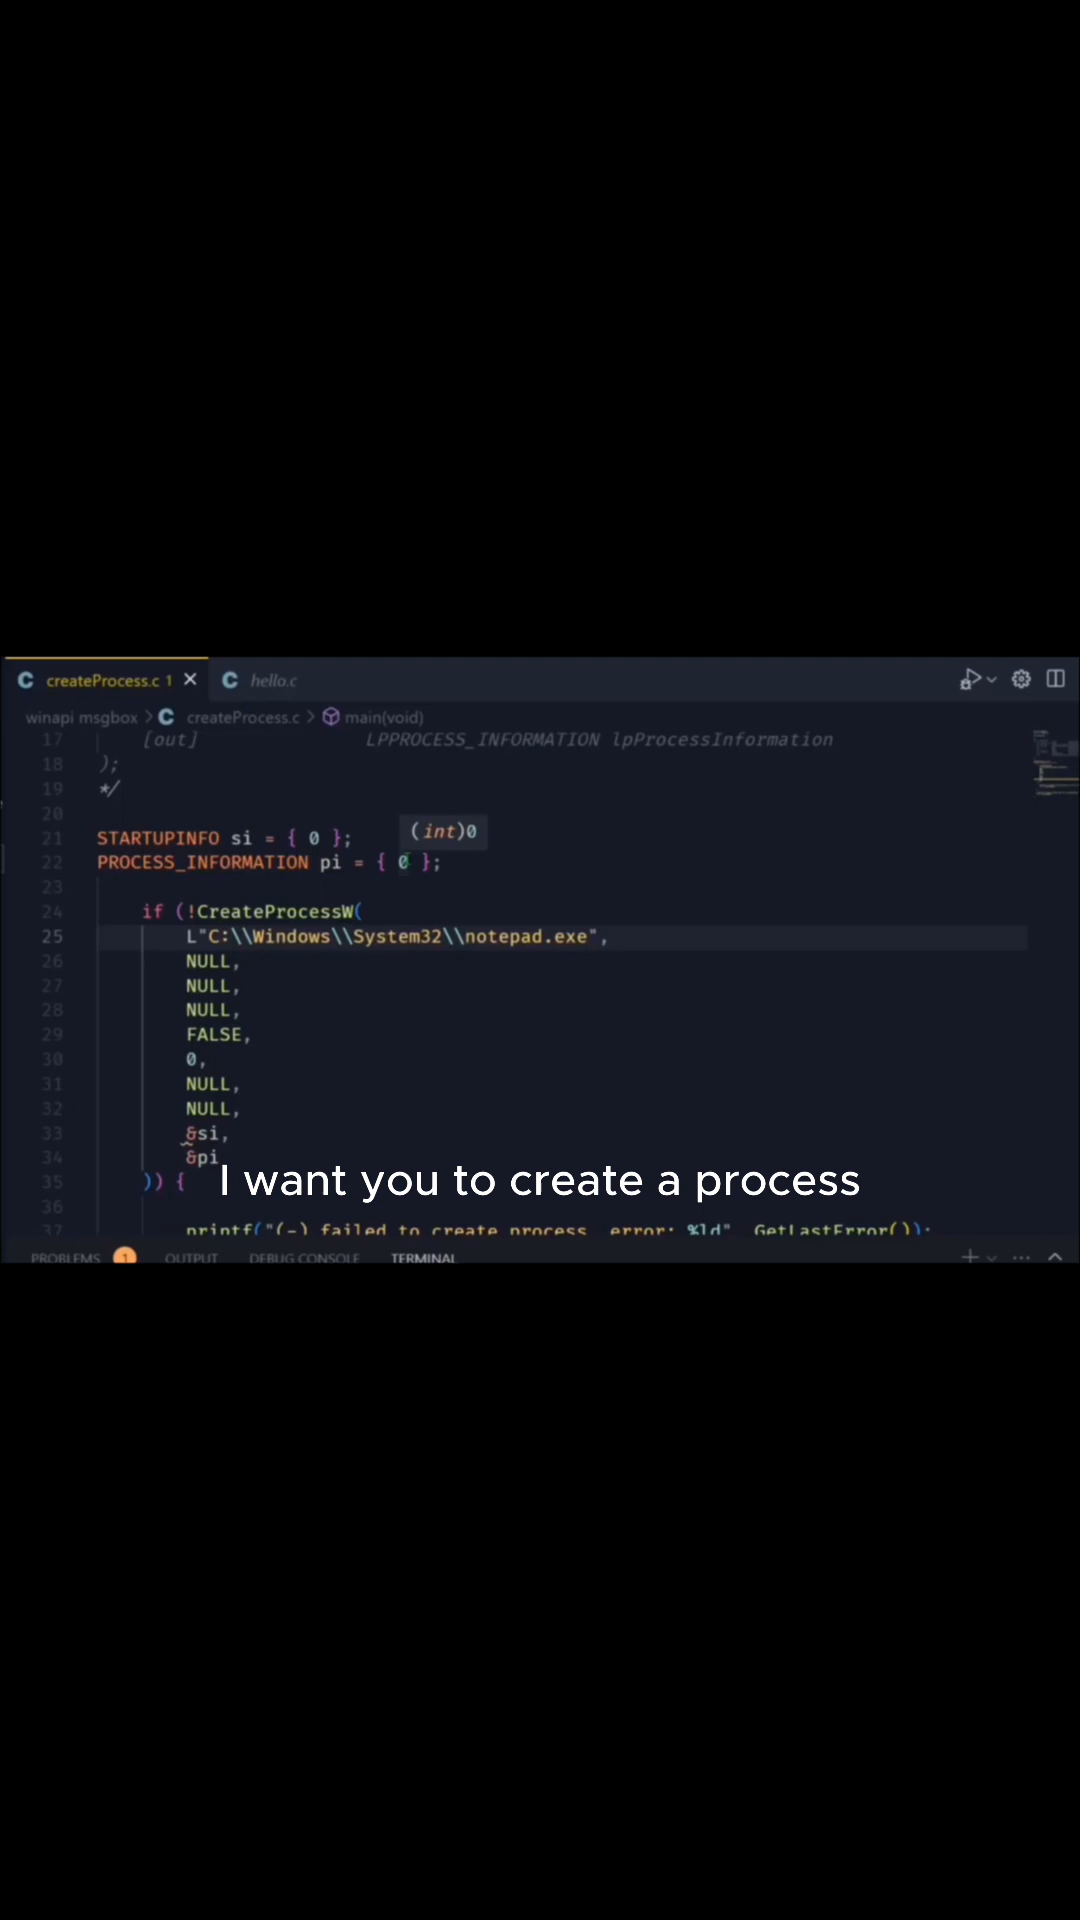 createProcess.c 1
hello.c
winapi msgbox > createProcess.c > main(void)
17 [out] LPPROCESS_INFORMATION lpProcessInformation
18 );
19 */
20
(int)0
21 STARTUPINFO si = { 0 };
22 PROCESS_INFORMATION pi = { 0 };
23
24 if (!CreateProcessW(
25 L"C:\\Windows\\System32\\notepad.exe",
26 NULL,
27 NULL,
28 NULL,
29 FALSE,
30 0,
31 NULL,
32 NULL,
33 &si,
34 &pi
35 )) {
I want you to create a process
36
37 printf("(-) failed to create process, error: %ld", GetLastError());
PROBLEMS 1 OUTPUT DEBUG CONSOLE TERMINAL